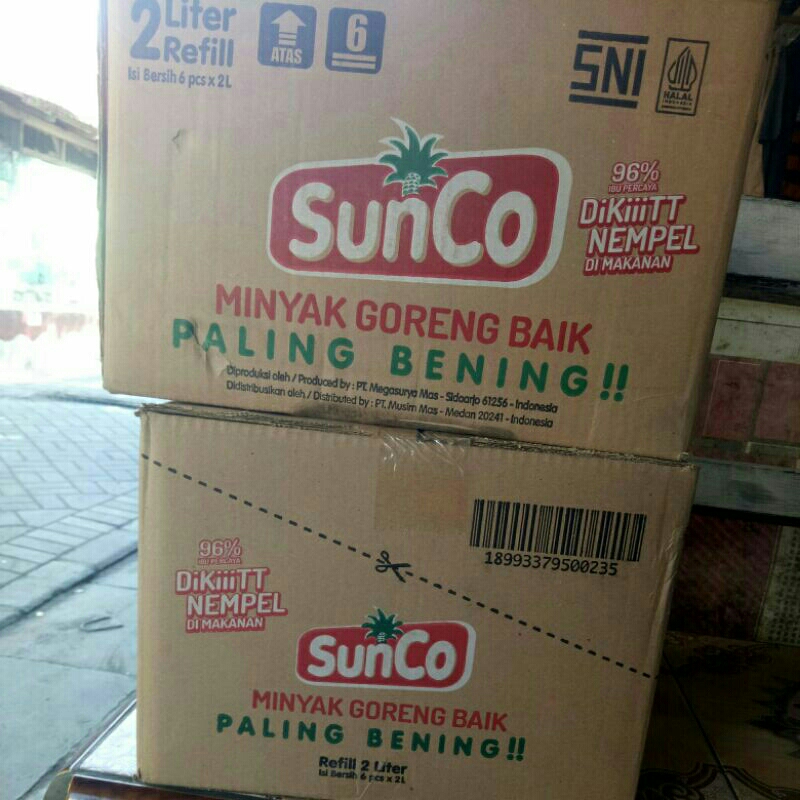 2 Liter
Refill
Isi Bersih 6 pcs x 2L
ATAS
6
SNI
HALAL
INDONESIA
SunCo
96%
IBU PERCAYA
DiKiiiTT
NEMPEL
DI MAKANAN
MINYAK GORENG BAIK
PALING BENING!!
Diproduksi oleh / Produced by : PT. Megasurya Mas - Sidoarjo 61256 - Indonesia
Didistribusikan oleh / Distributed by : PT. Musim Mas - Medan 20241 - Indonesia
18993379500235
96%
IBU PERCAYA
DiKiiiTT
NEMPEL
DI MAKANAN
SunCo
MINYAK GORENG BAIK
PALING BENING!!
Refill 2 Liter
Isi Bersih 6 pcs x 2L